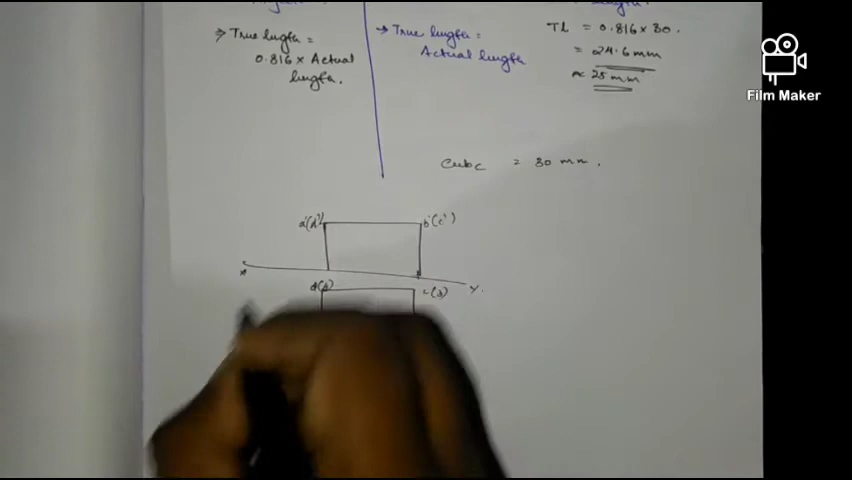 ⇒ True length =
0.816 × Actual
length.
→ True length =
Actual length
TL = 0.816 × 30.
= 24.6 mm
≈ 25 mm
Cube = 30 mm.
a'(d') b'(c')
X Y.
Film Maker